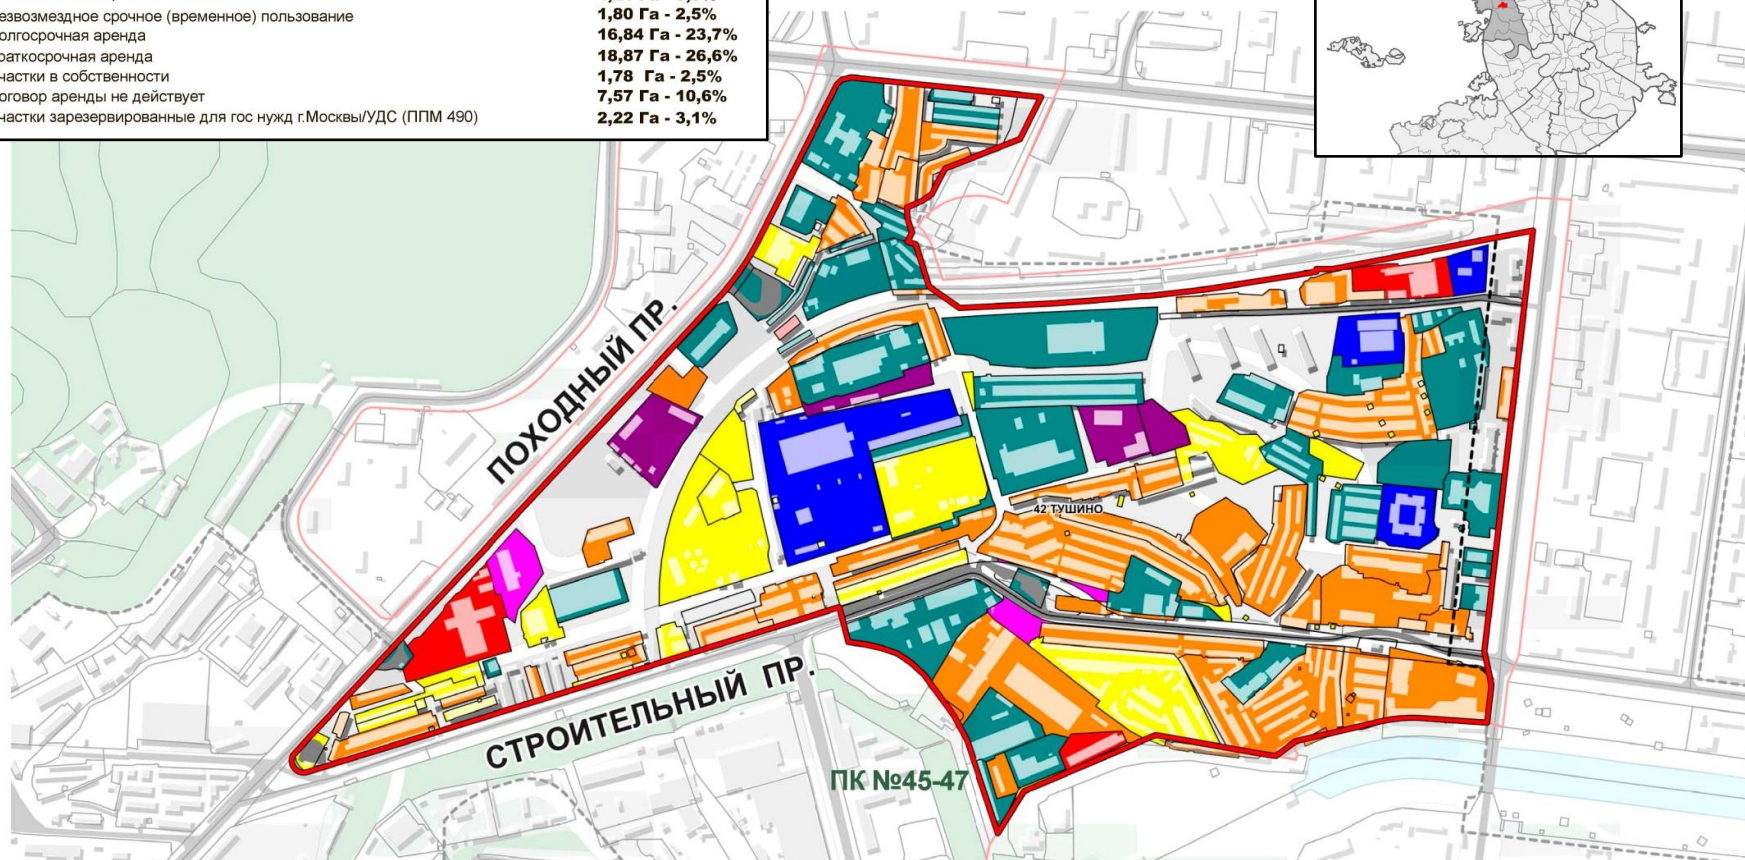 езвозмездное срочное (временное) пользование 1,80 Га - 2,5%
олгосрочная аренда 16,84 Га - 23,7%
раткосрочная аренда 18,87 Га - 26,6%
частки в собственности 1,78 Га - 2,5%
оговор аренды не действует 7,57 Га - 10,6%
частки зарезервированные для гос нужд г.Москвы/УДС (ППМ 490) 2,22 Га - 3,1%
ПОХОДНЫЙ ПР.
42 ТУШИНО
СТРОИТЕЛЬНЫЙ ПР.
ПК №45-47